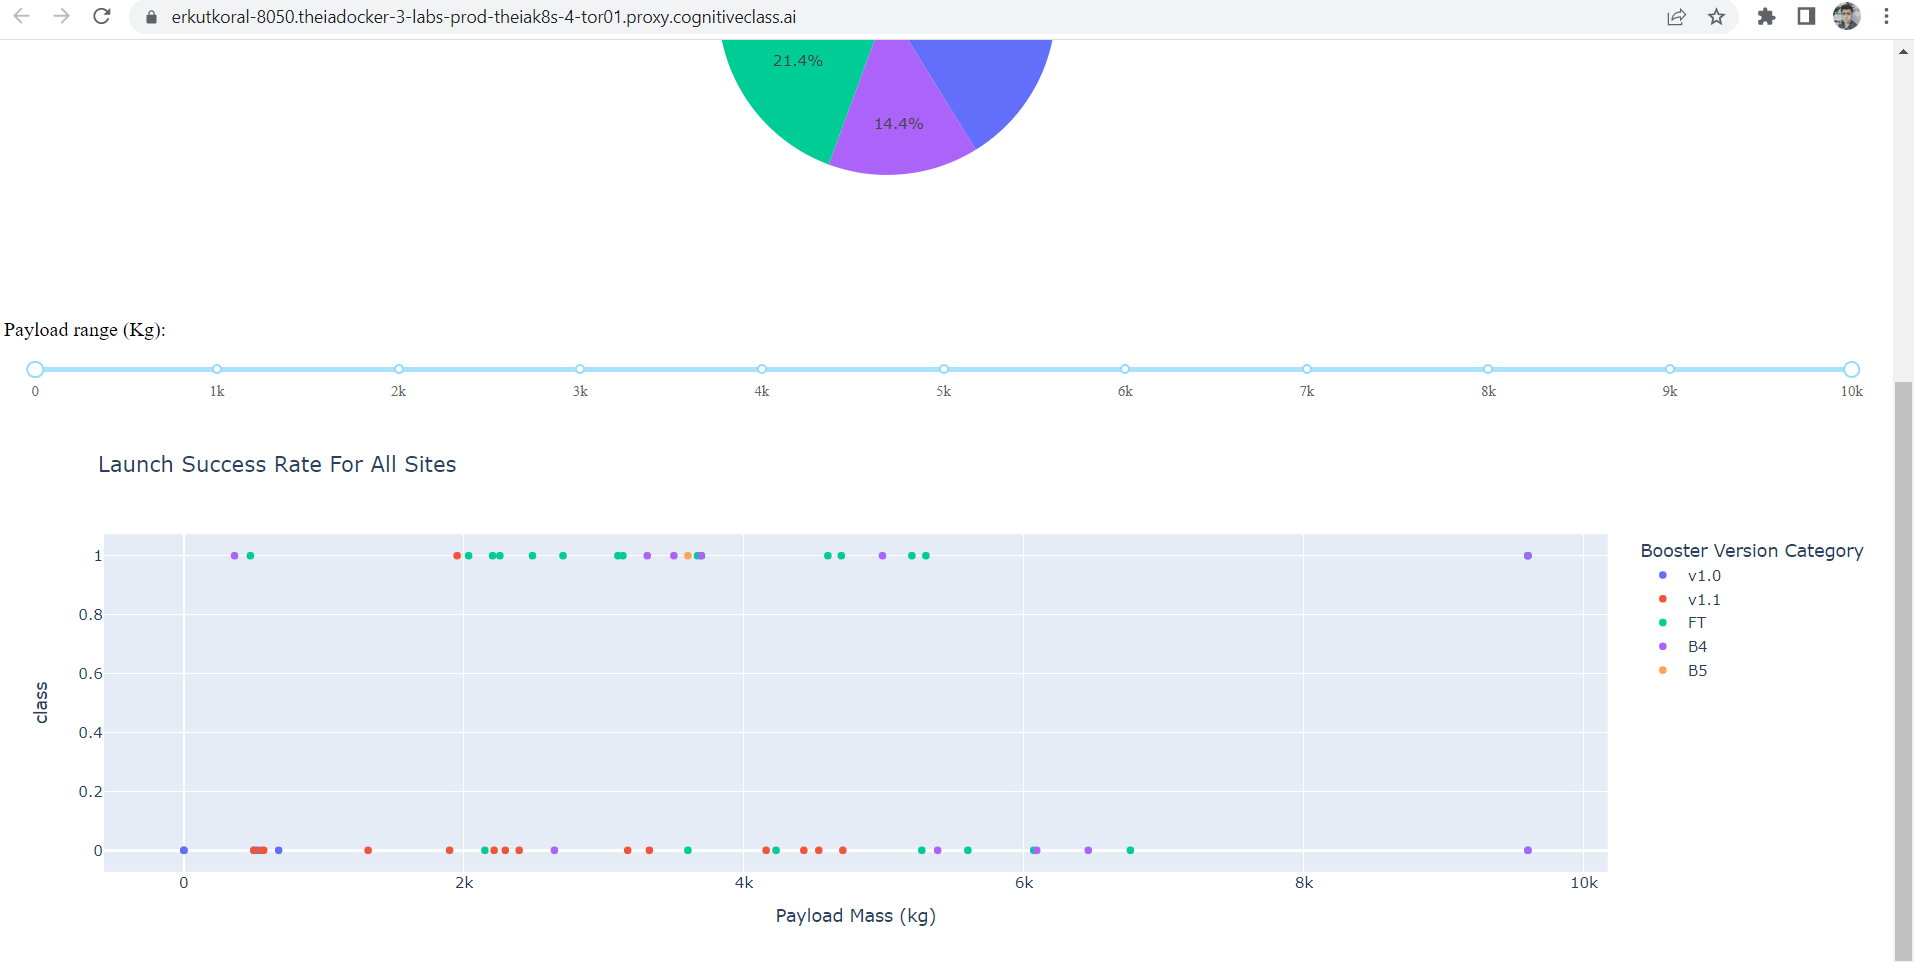 erkutkoral-8050.theiadocker-3-labs-prod-theiak8s-4-tor01.proxy.cognitiveclass.ai
21.4%
14.4%
Payload range (Kg):
0 1k 2k 3k 4k 5k 6k 7k 8k 9k 10k
Launch Success Rate For All Sites
Booster Version Category
v1.0
v1.1
FT
B4
B5
class
1
0.8
0.6
0.4
0.2
0
0 2k 4k 6k 8k 10k
Payload Mass (kg)